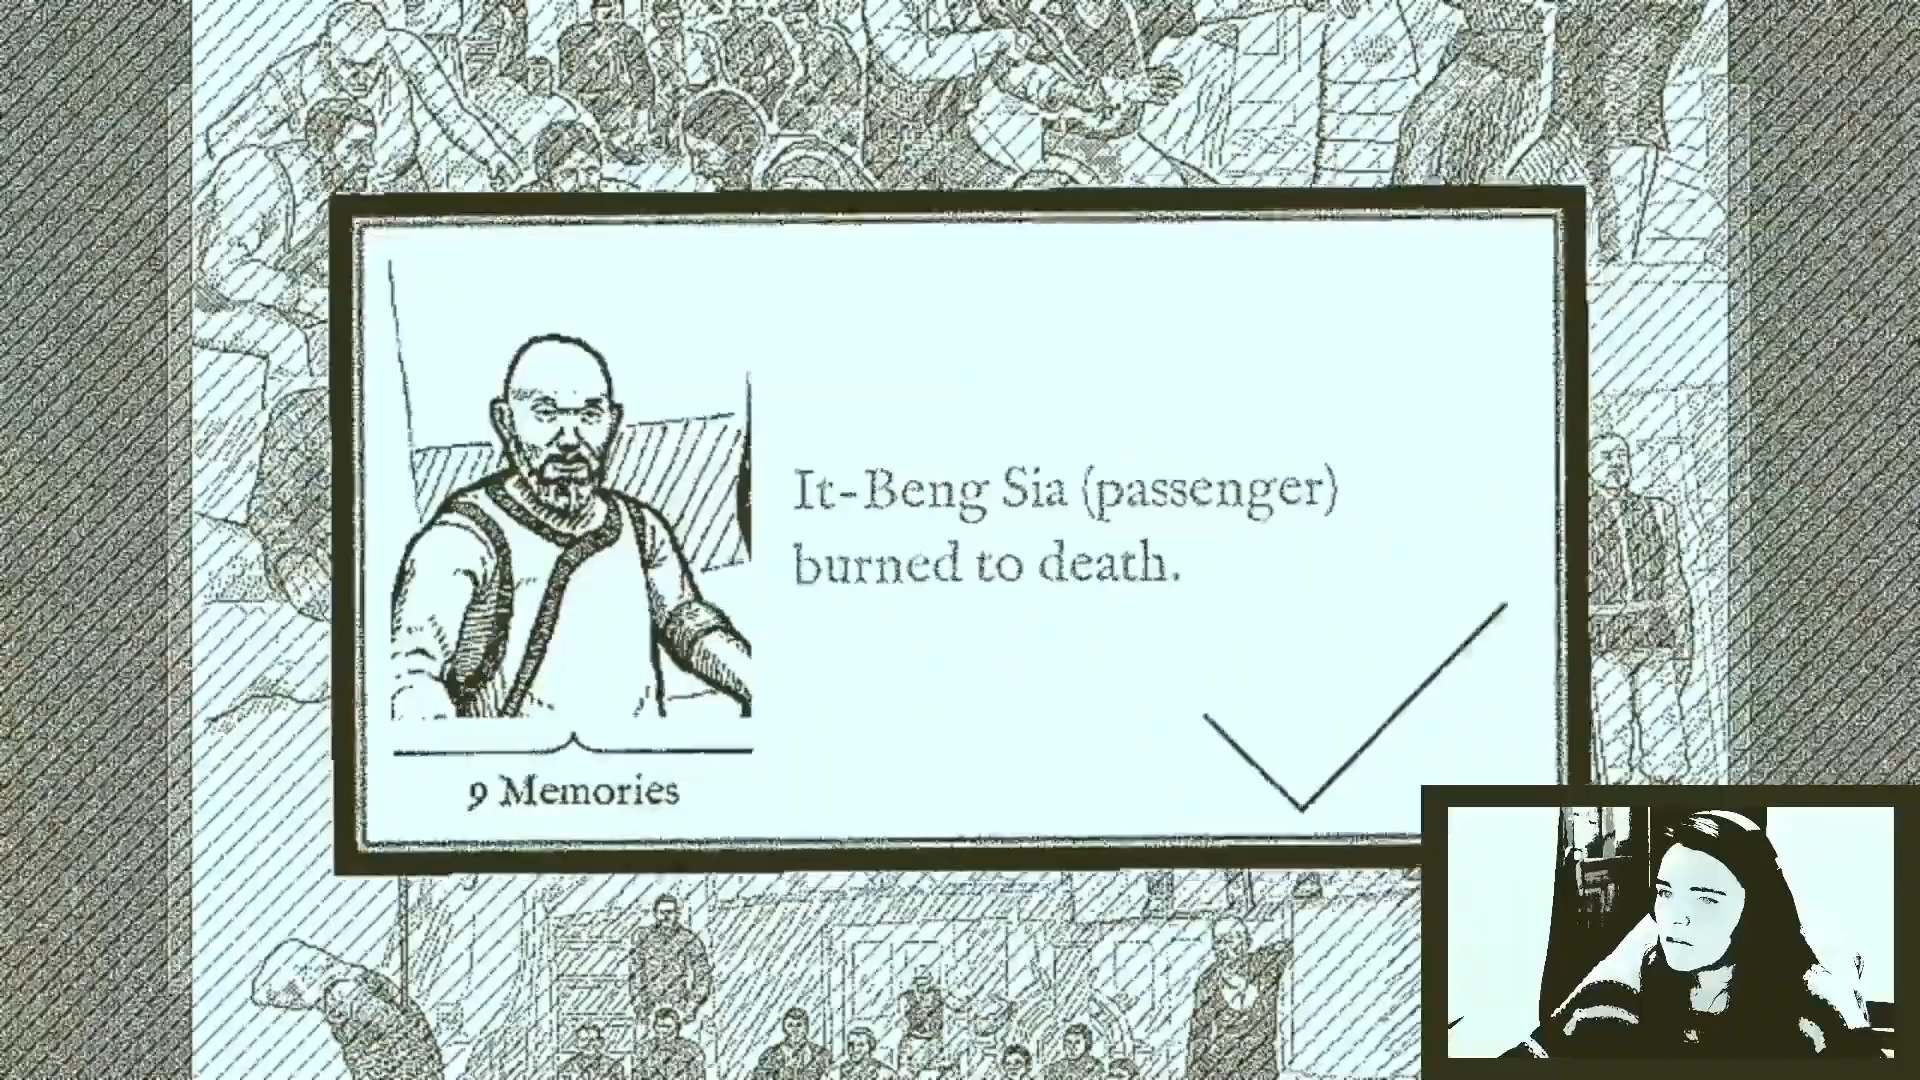 It-Beng Sia (passenger)
burned to death.
9 Memories